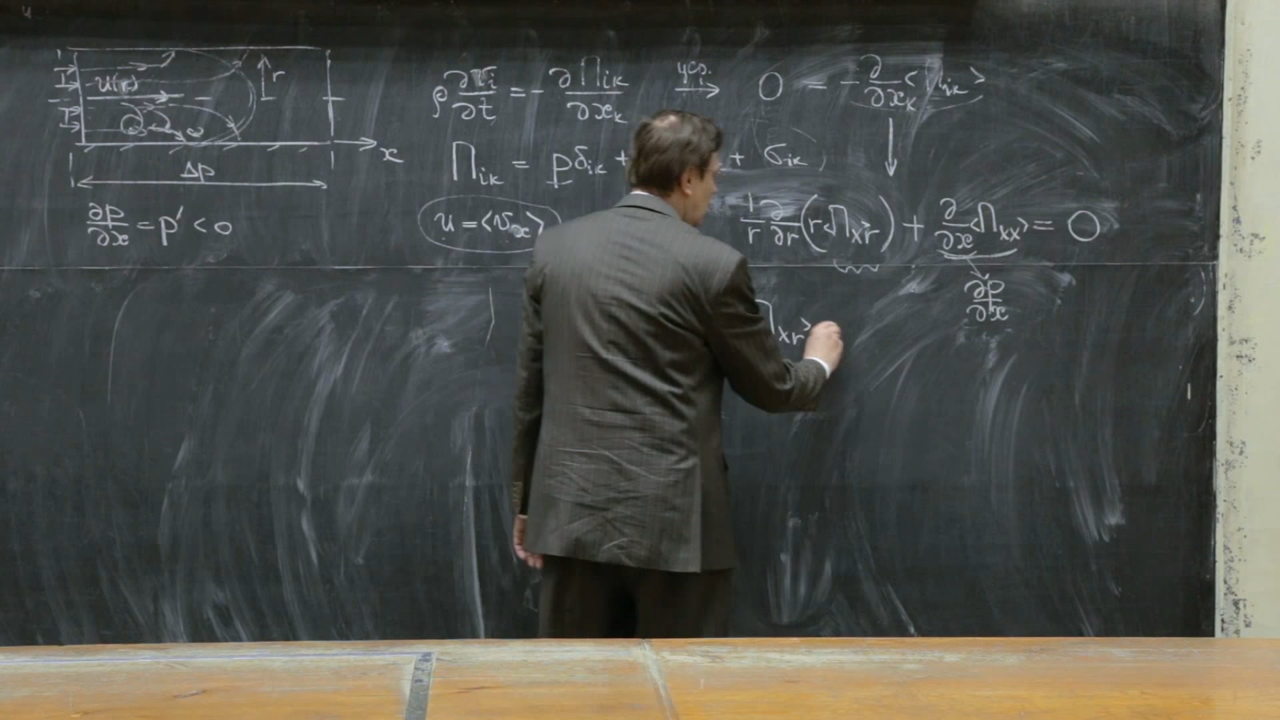 u(r)
r
x
Δp
∂p/∂x = p' < 0
ρ ∂v_i/∂t = - ∂Π_ik/∂x_k →(уср.) 0 = - ∂/∂x_k <Π_ik>
Π_ik = pδ_ik + + σ_ik
u = <v_x>
1/r ∂/∂r (r<Π_xr>) + ∂/∂x <Π_xx> = 0
∂p/∂x
Π_xr>